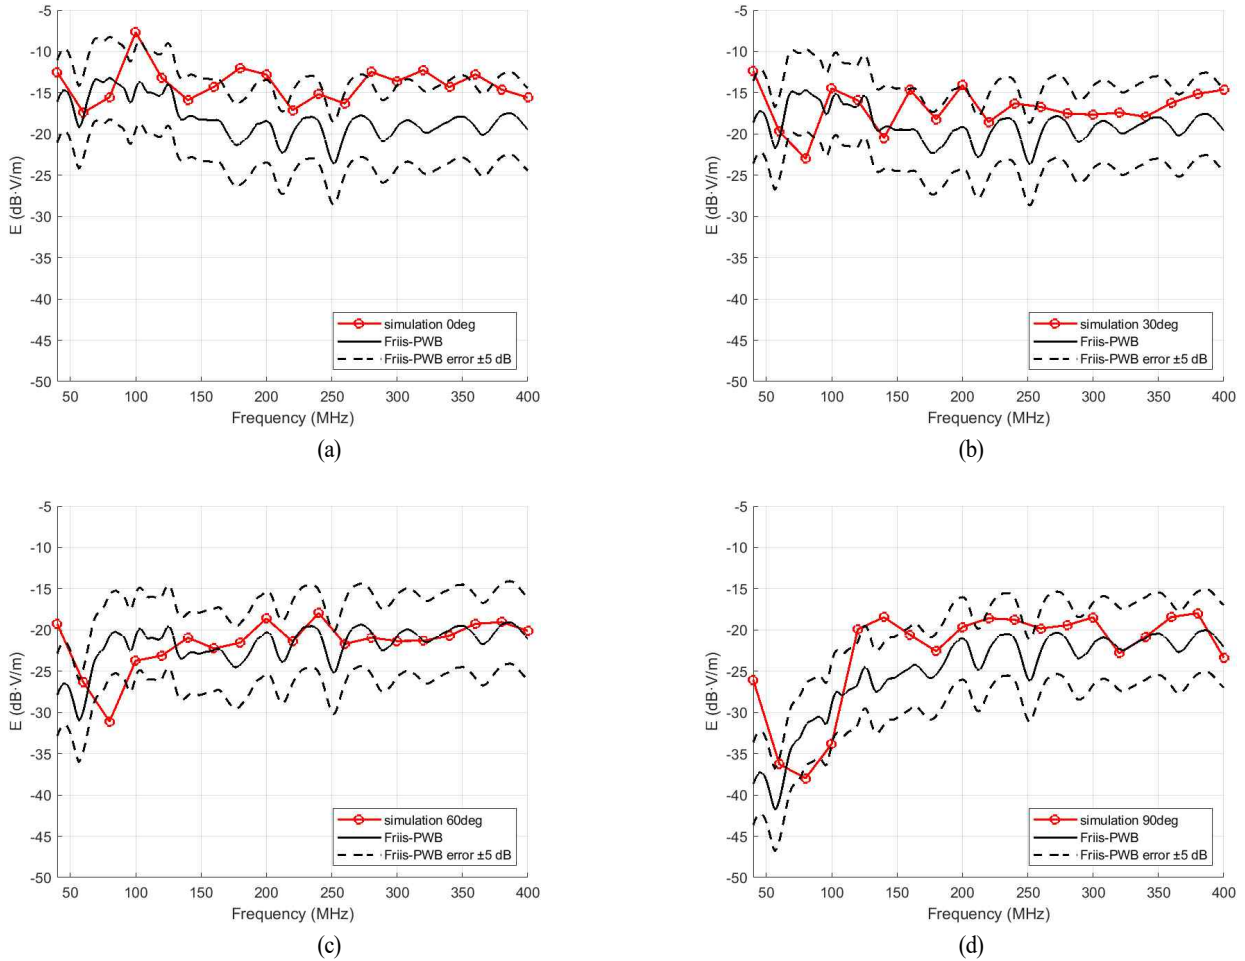 -5
-10
-15
-20
-25
-30
-35
-40
-45
-50
E (dB·V/m)
50 100 150 200 250 300 350 400
Frequency (MHz)
simulation 0deg
Friis-PWB
Friis-PWB error ±5 dB
(a)
-5
-10
-15
-20
-25
-30
-35
-40
-45
-50
E (dB·V/m)
50 100 150 200 250 300 350 400
Frequency (MHz)
simulation 30deg
Friis-PWB
Friis-PWB error ±5 dB
(b)
-5
-10
-15
-20
-25
-30
-35
-40
-45
-50
E (dB·V/m)
50 100 150 200 250 300 350 400
Frequency (MHz)
simulation 60deg
Friis-PWB
Friis-PWB error ±5 dB
(c)
-5
-10
-15
-20
-25
-30
-35
-40
-45
-50
E (dB·V/m)
50 100 150 200 250 300 350 400
Frequency (MHz)
simulation 90deg
Friis-PWB
Friis-PWB error ±5 dB
(d)